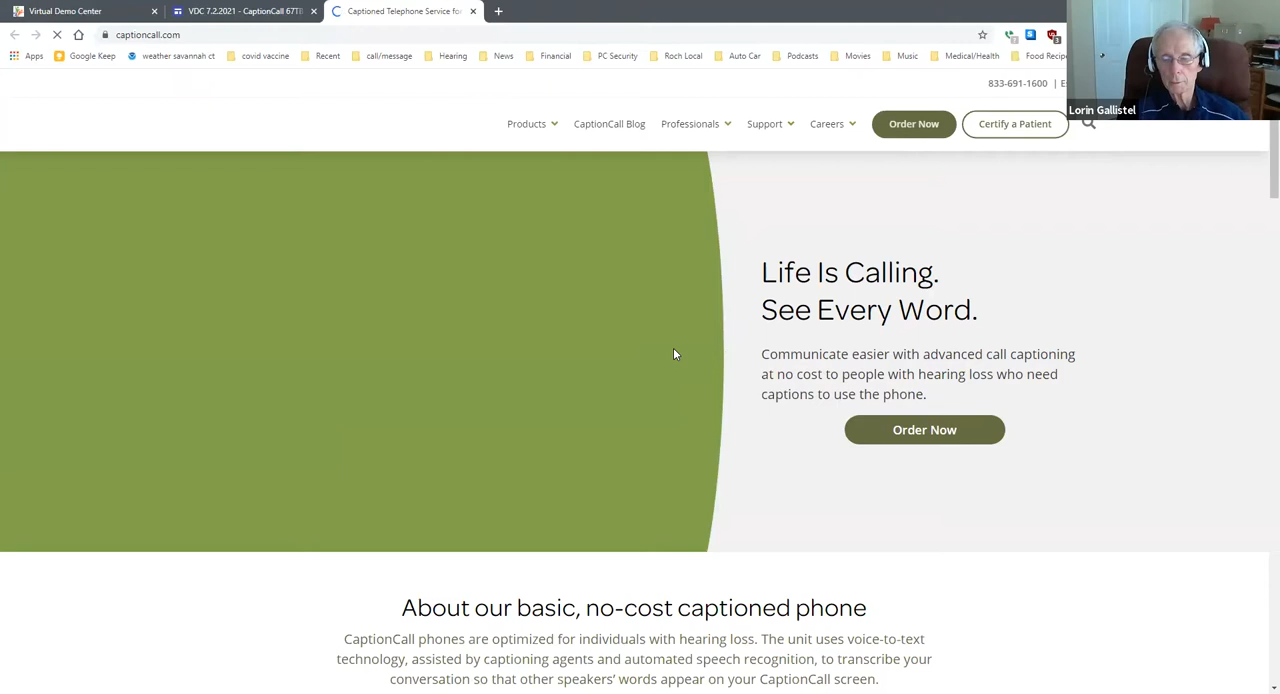 Virtual Demo Center
VDC 7.2.2021 - CaptionCall 67TB
Captioned Telephone Service for
captioncall.com
Apps
Google Keep
weather savannah ct
covid vaccine
Recent
call/message
Hearing
News
Financial
PC Security
Roch Local
Auto Car
Podcasts
Movies
Music
Medical/Health
Food Recip
Lorin Gallistel
833-691-1600 |
Products
CaptionCall Blog
Professionals
Support
Careers
Order Now
Certify a Patient
Life Is Calling.
See Every Word.
Communicate easier with advanced call captioning
at no cost to people with hearing loss who need
captions to use the phone.
Order Now
About our basic, no-cost captioned phone
CaptionCall phones are optimized for individuals with hearing loss. The unit uses voice-to-text
technology, assisted by captioning agents and automated speech recognition, to transcribe your
conversation so that other speakers' words appear on your CaptionCall screen.